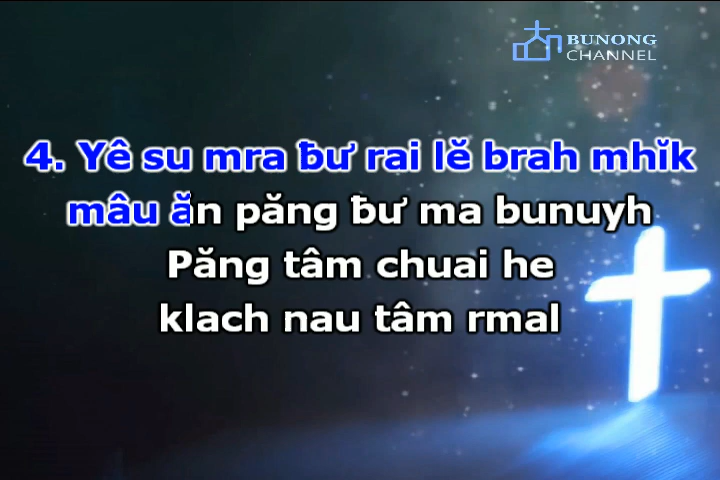 BUNONG
CHANNEL
4. Yê su mra ƀư rai lĕ brah mhĭk
mâu ăn păng ƀư ma bunuyh
Păng tâm chuai he
klach nau tâm rmal